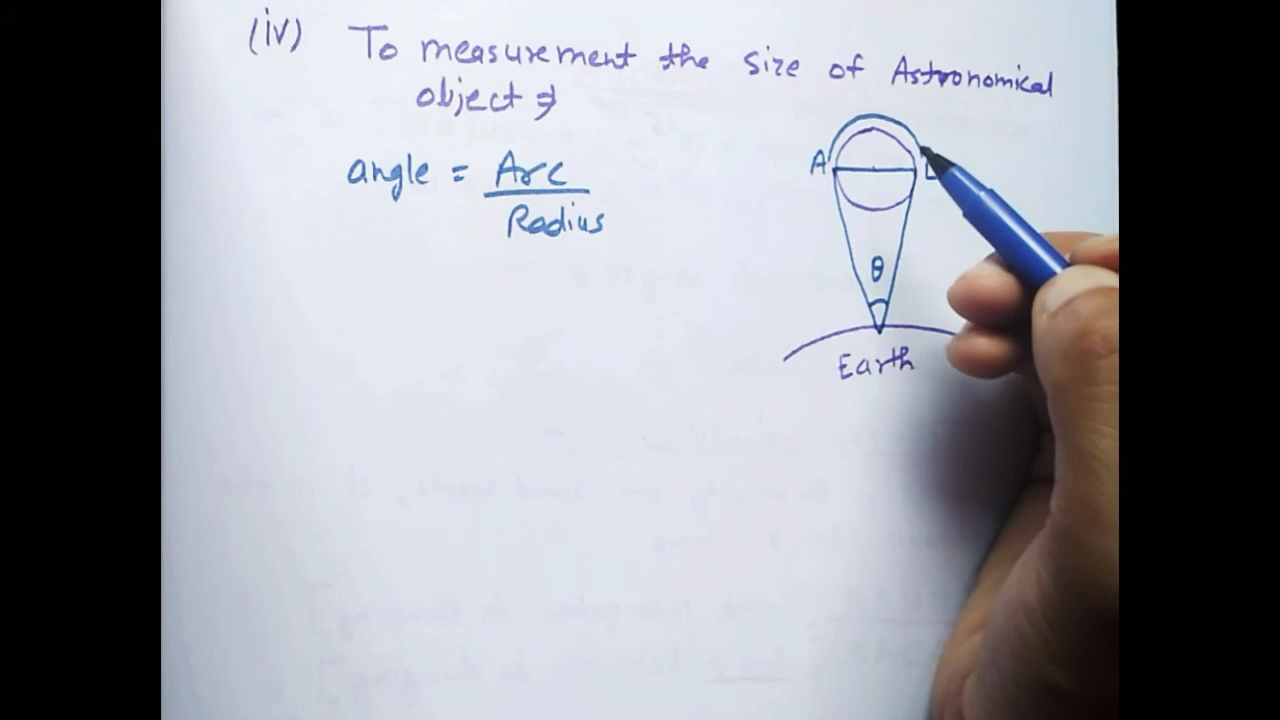 (iv) To measurement the size of Astronomical
object ⇒
angle = Arc
Radius
A
θ
Earth